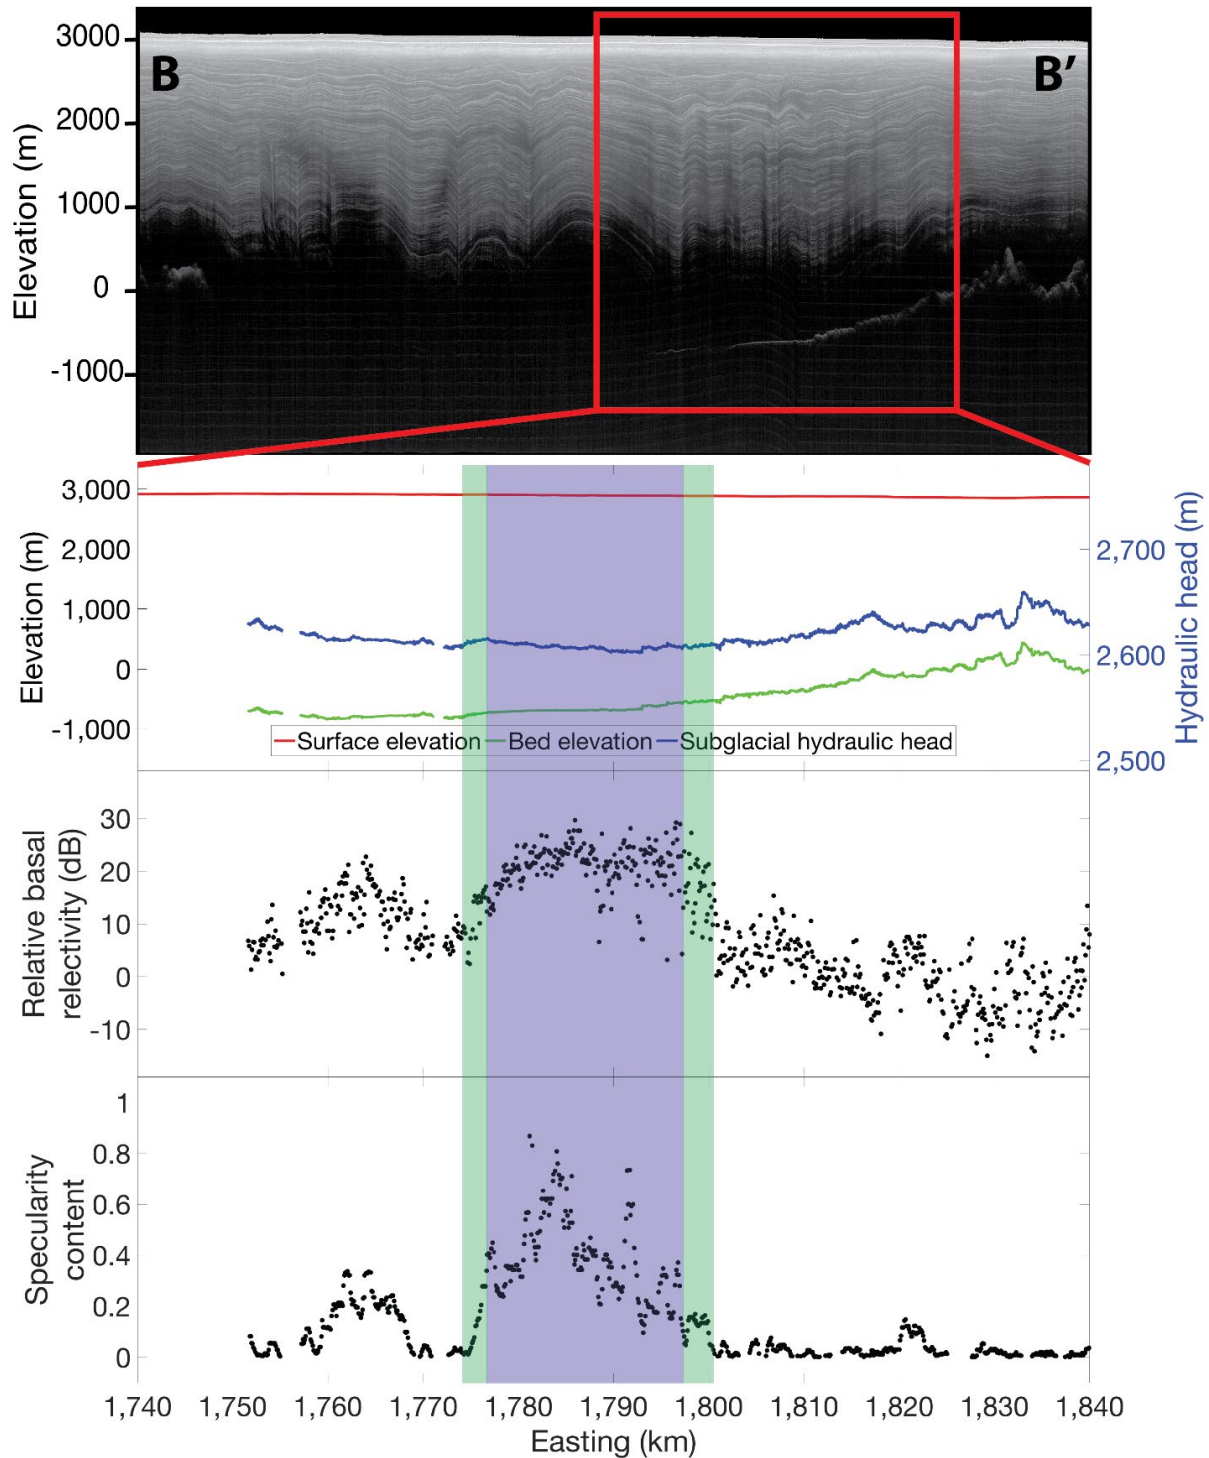 B
B′
Elevation (m)
3000
2000
1000
0
-1000
Elevation (m)
3,000
2,000
1,000
0
-1,000
Hydraulic head (m)
2,700
2,600
2,500
Surface elevation Bed elevation Subglacial hydraulic head
Relative basal
relectivity (dB)
30
20
10
0
-10
Specularity
content
1
0.8
0.6
0.4
0.2
0
1,740 1,750 1,760 1,770 1,780 1,790 1,800 1,810 1,820 1,830 1,840
Easting (km)